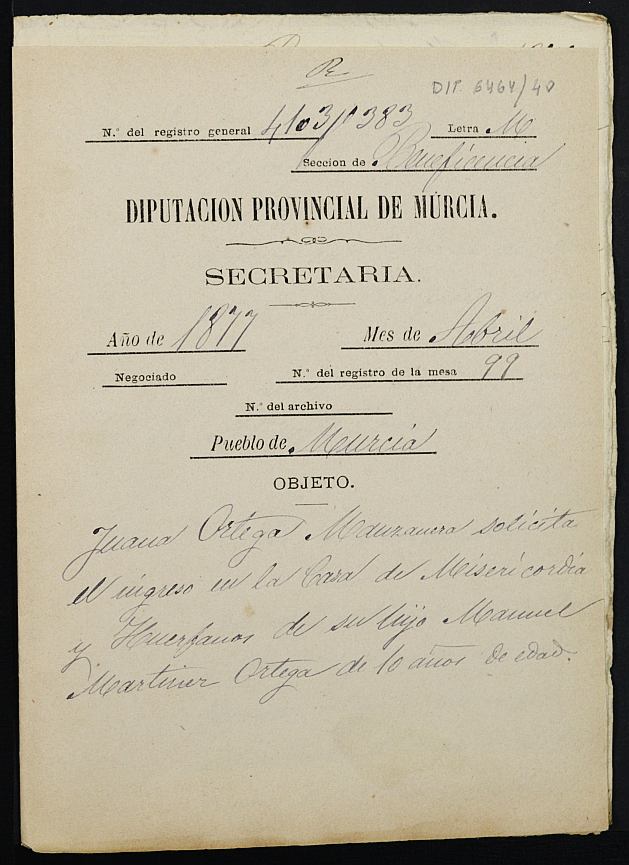 DIP. 6464/40
N.º del registro general 4103/1383 Letra M
Seccion de Beneficencia
DIPUTACION PROVINCIAL DE MURCIA.
SECRETARIA.
Año de 1877 Mes de Abril
Negociado N.º del registro de la mesa 99
N.º del archivo
Pueblo de Murcia
OBJETO.
Juana Ortega Manzanera solicita
el ingreso en la Casa de Misericordia
y Huerfanos de su hijo Manuel
Martinez Ortega de 10 años de edad.